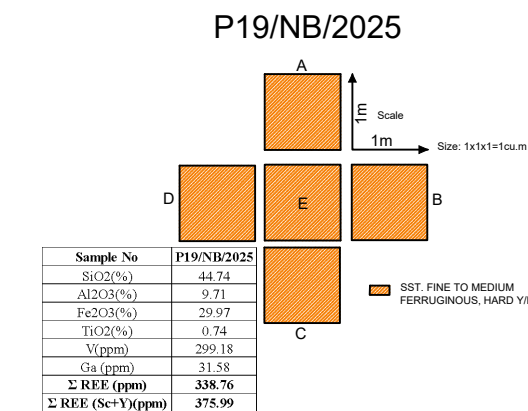 P19/NB/2025
A
1m
Scale
1m
Size: 1x1x1=1cu.m
D
E
B
C
SST. FINE TO MEDIUM
FERRUGINOUS, HARD
Sample No P19/NB/2025
SiO2(%) 44.74
Al2O3(%) 9.71
Fe2O3(%) 29.97
TiO2(%) 0.74
V(ppm) 299.18
Ga (ppm) 31.58
Σ REE (ppm) 338.76
Σ REE (Sc+Y)(ppm) 375.99